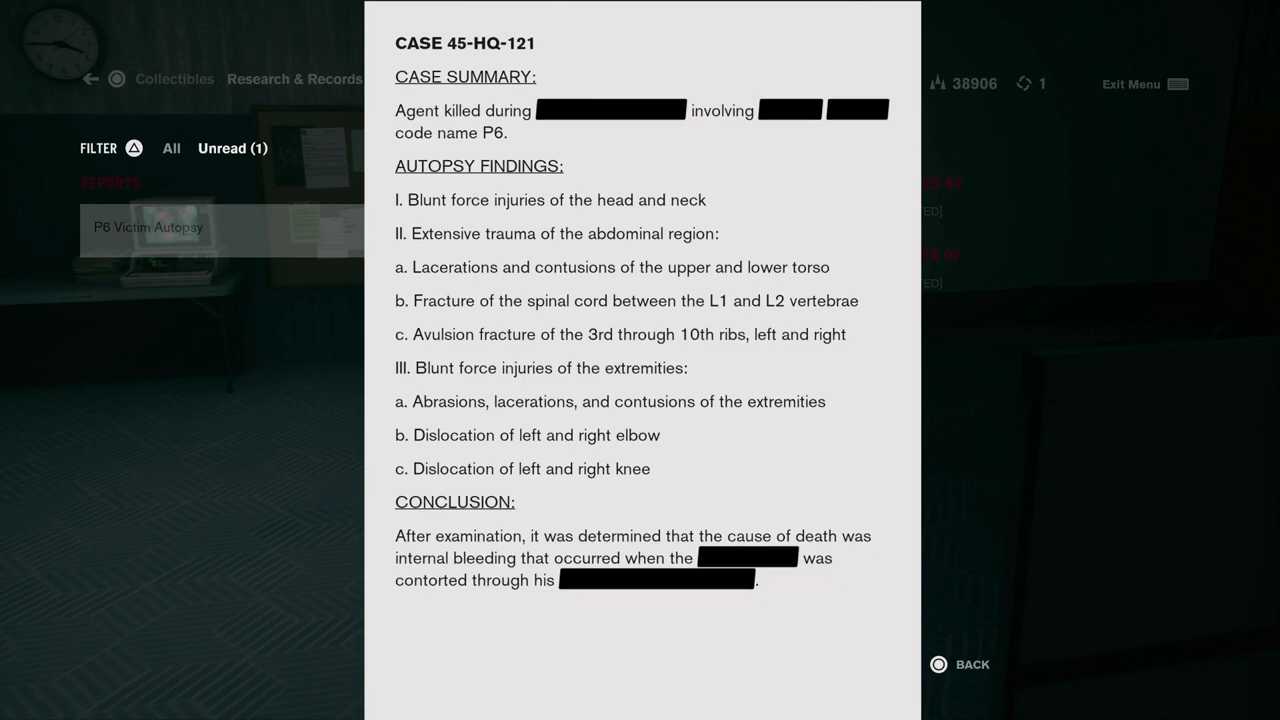 Collectibles Research & Records
38906 1 Exit Menu
FILTER All Unread (1)
REPORTS
P6 Victim Autopsy
CASE 45-HQ-121
CASE SUMMARY:
Agent killed during involving
code name P6.
AUTOPSY FINDINGS:
I. Blunt force injuries of the head and neck
II. Extensive trauma of the abdominal region:
a. Lacerations and contusions of the upper and lower torso
b. Fracture of the spinal cord between the L1 and L2 vertebrae
c. Avulsion fracture of the 3rd through 10th ribs, left and right
III. Blunt force injuries of the extremities:
a. Abrasions, lacerations, and contusions of the extremities
b. Dislocation of left and right elbow
c. Dislocation of left and right knee
CONCLUSION:
After examination, it was determined that the cause of death was
internal bleeding that occurred when the was
contorted through his .
BACK